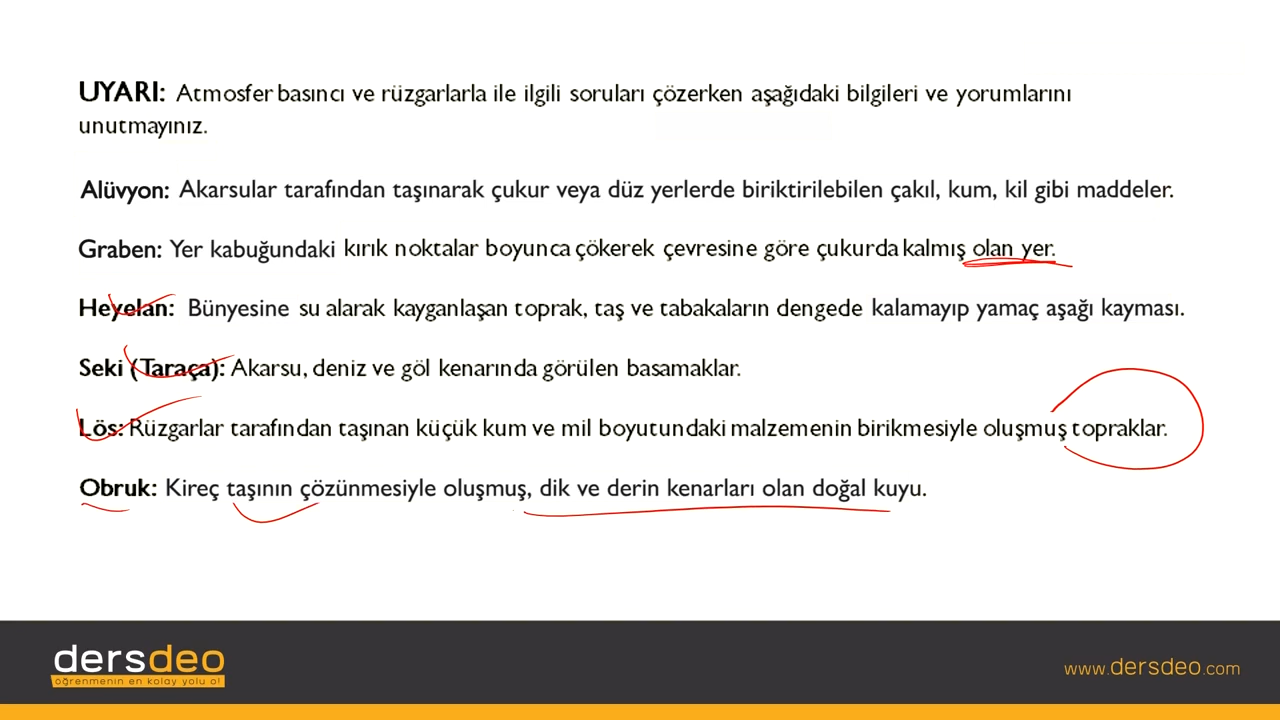 UYARI: Atmosfer basıncı ve rüzgarlarla ile ilgili soruları çözerken aşağıdaki bilgileri ve yorumlarını
unutmayınız.
Alüvyon: Akarsular tarafından taşınarak çukur veya düz yerlerde biriktirilebilen çakıl, kum, kil gibi maddeler.
Graben: Yer kabuğundaki kırık noktalar boyunca çökerek çevresine göre çukurda kalmış olan yer.
Heyelan: Bünyesine su alarak kayganlaşan toprak, taş ve tabakaların dengede kalamayıp yamaç aşağı kayması.
Seki (Taraça): Akarsu, deniz ve göl kenarında görülen basamaklar.
Lös: Rüzgarlar tarafından taşınan küçük kum ve mil boyutundaki malzemenin birikmesiyle oluşmuş topraklar.
Obruk: Kireç taşının çözünmesiyle oluşmuş, dik ve derin kenarları olan doğal kuyu.
dersdeo
öğrenmenin en kolay yolu o!
www.dersdeo.com